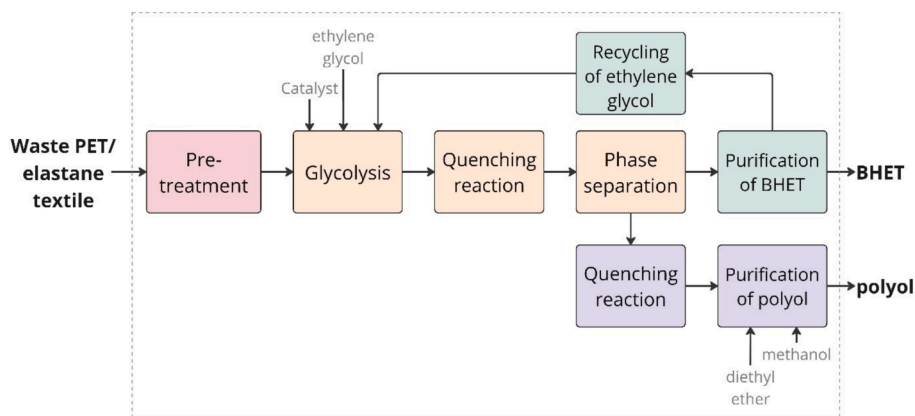 ethylene
glycol
Catalyst
Recycling
of ethylene
glycol
Waste PET/
elastane
textile
Pre-
treatment
Glycolysis
Quenching
reaction
Phase
separation
Purification
of BHET
BHET
Quenching
reaction
Purification
of polyol
polyol
methanol
diethyl
ether